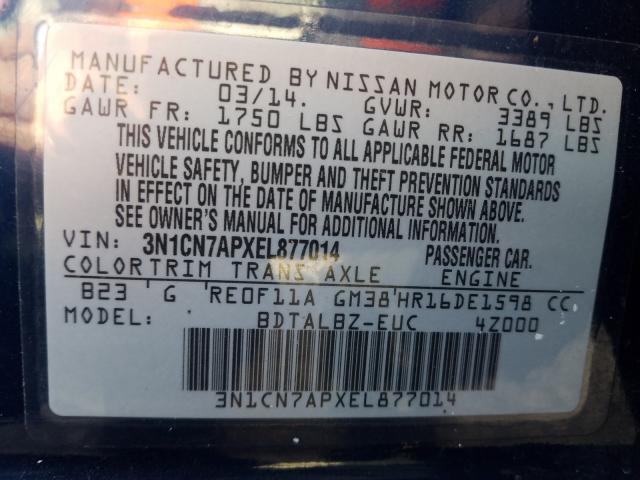 MANUFACTURED BY NISSAN MOTOR CO., LTD.
DATE: 03/14. GVWR: 3389 LBS
GAWR FR: 1750 LBS GAWR RR: 1687 LBS
THIS VEHICLE CONFORMS TO ALL APPLICABLE FEDERAL MOTOR
VEHICLE SAFETY, BUMPER AND THEFT PREVENTION STANDARDS
IN EFFECT ON THE DATE OF MANUFACTURE SHOWN ABOVE.
SEE OWNER'S MANUAL FOR ADDITIONAL INFORMATION.
VIN: 3N1CN7APXEL877014 PASSENGER CAR.
COLOR TRIM TRANS AXLE ENGINE
B23 G RE0F11A GM38 HR16DE1598 CC
MODEL BDTALBZ-EUC 4Z000
3N1CN7APXEL877014